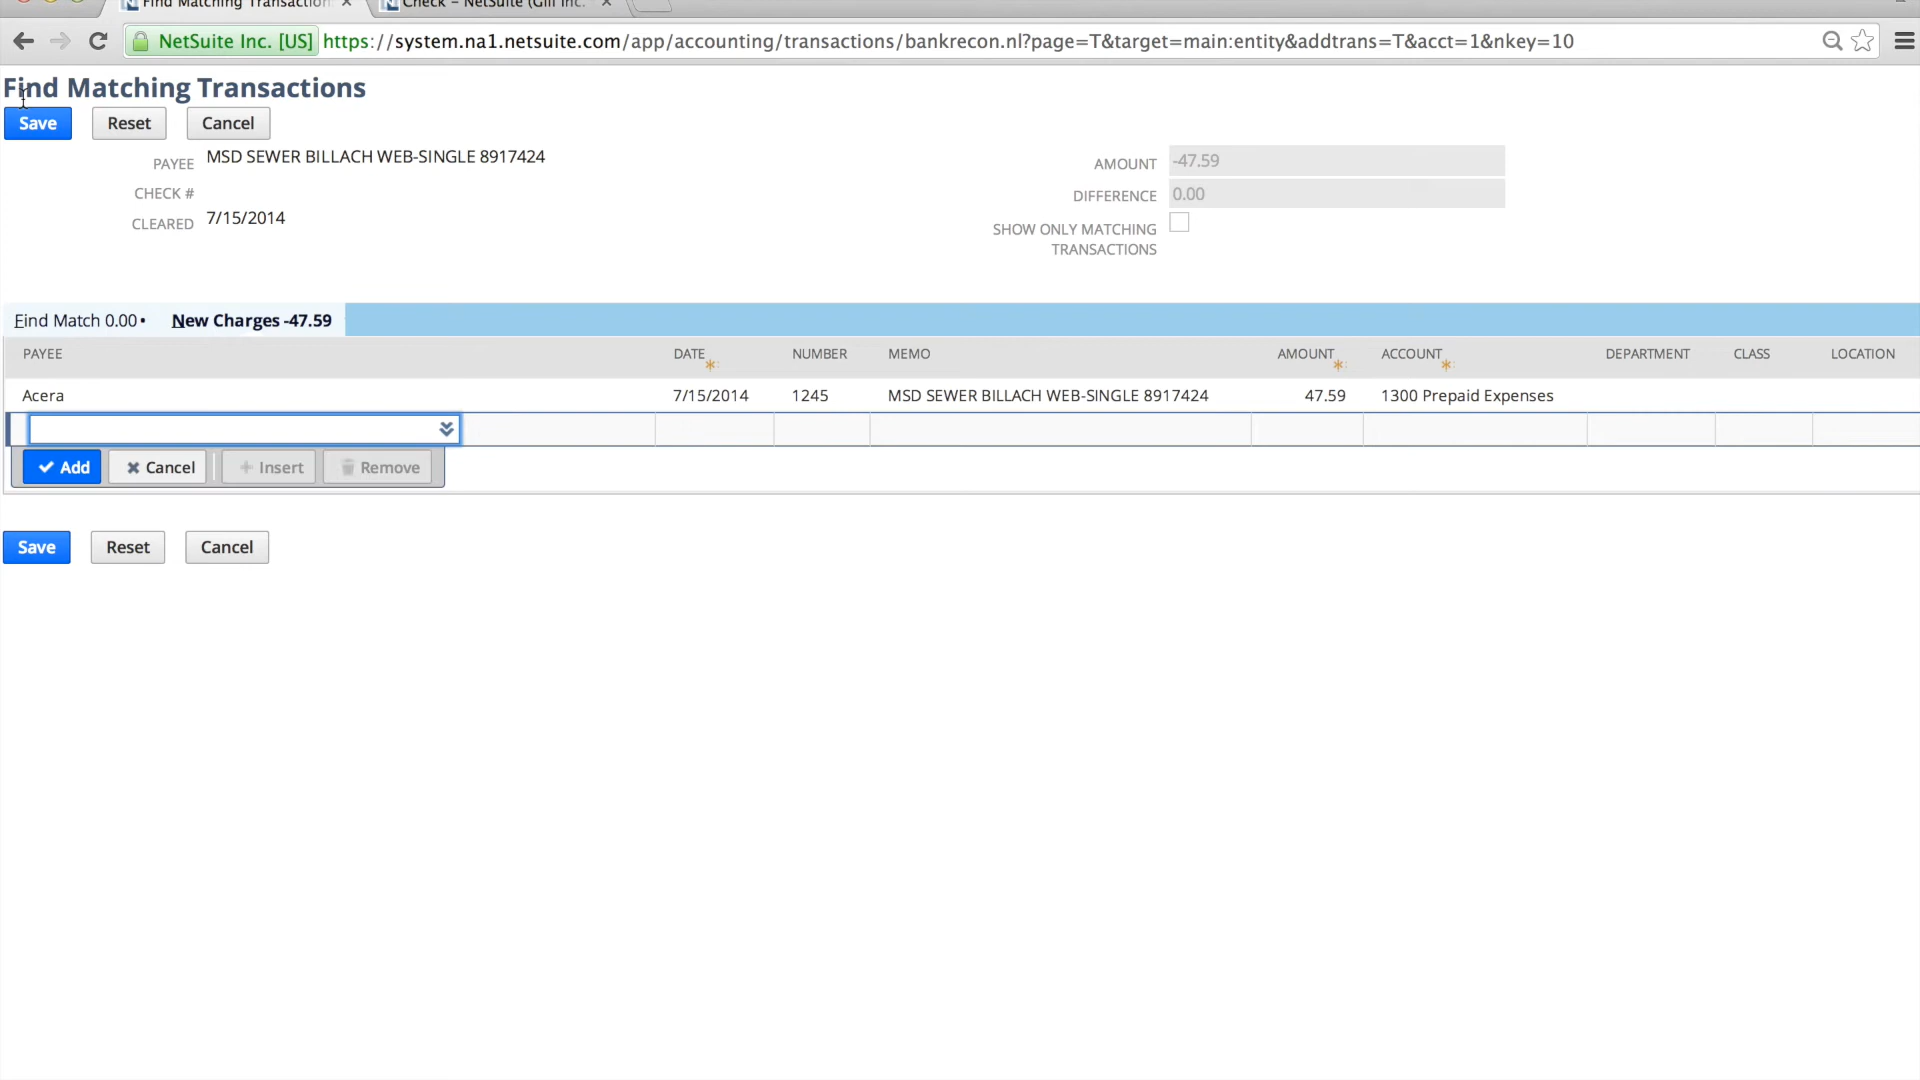 Find Matching Transaction
Check – NetSuite (Gill Inc.
NetSuite Inc. [US] https://system.na1.netsuite.com/app/accounting/transactions/bankrecon.nl?page=T&target=main:entity&addtrans=T&acct=1&nkey=10
Find Matching Transactions
Save Reset Cancel
PAYEE MSD SEWER BILLACH WEB-SINGLE 8917424
AMOUNT -47.59
CHECK #
DIFFERENCE 0.00
CLEARED 7/15/2014
SHOW ONLY MATCHING
TRANSACTIONS
Find Match 0.00 • New Charges -47.59
PAYEE DATE * NUMBER MEMO AMOUNT * ACCOUNT * DEPARTMENT CLASS LOCATION
Acera 7/15/2014 1245 MSD SEWER BILLACH WEB-SINGLE 8917424 47.59 1300 Prepaid Expenses
Add Cancel Insert Remove
Save Reset Cancel